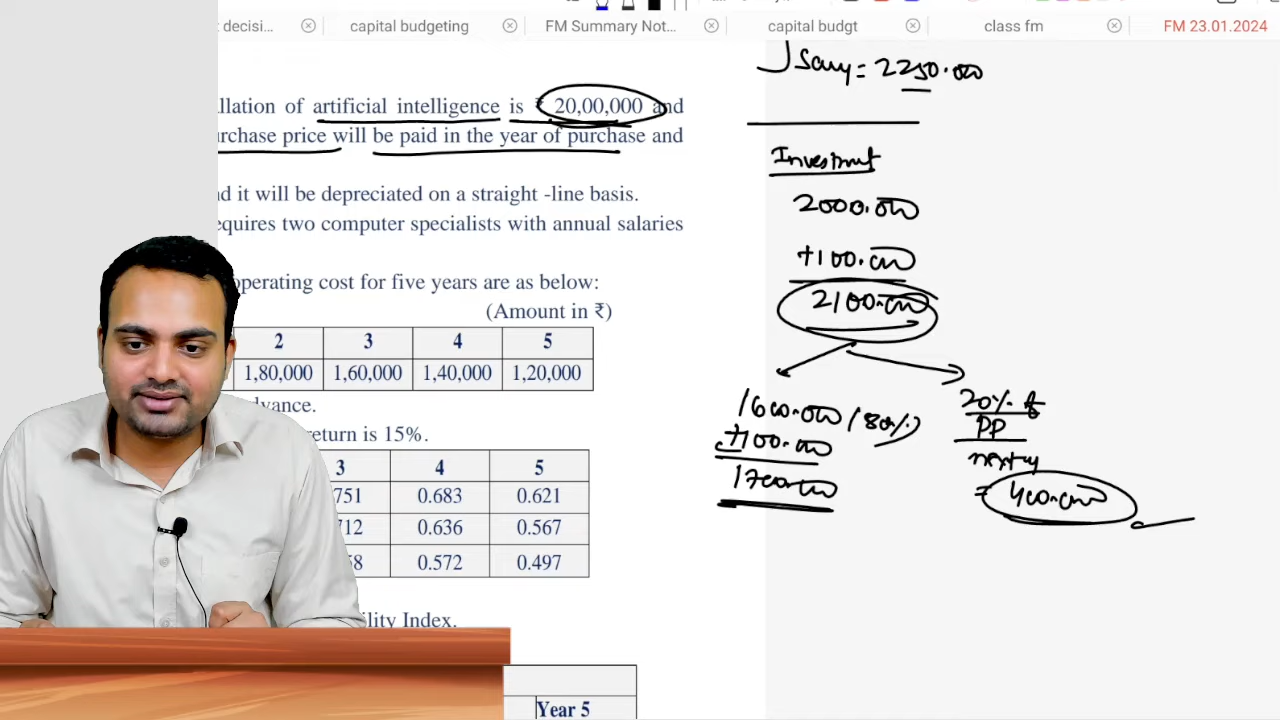 t decisi... capital budgeting FM Summary Not... capital budgt class fm FM 23.01.2024
llation of artificial intelligence is ₹ 20,00,000 and
rchase price will be paid in the year of purchase and
nd it will be depreciated on a straight -line basis.
equires two computer specialists with annual salaries
operating cost for five years are as below:
(Amount in ₹)
2 3 4 5
1,80,000 1,60,000 1,40,000 1,20,000
dvance.
return is 15%.
3 4 5
751 0.683 0.621
712 0.636 0.567
58 0.572 0.497
ility Index.
Year 5
= 2250.000
Investment
2000.000
+100.000
2100.000
1600.000 (80%)
+100.000
1700.000
20% of
PP
= 400.000